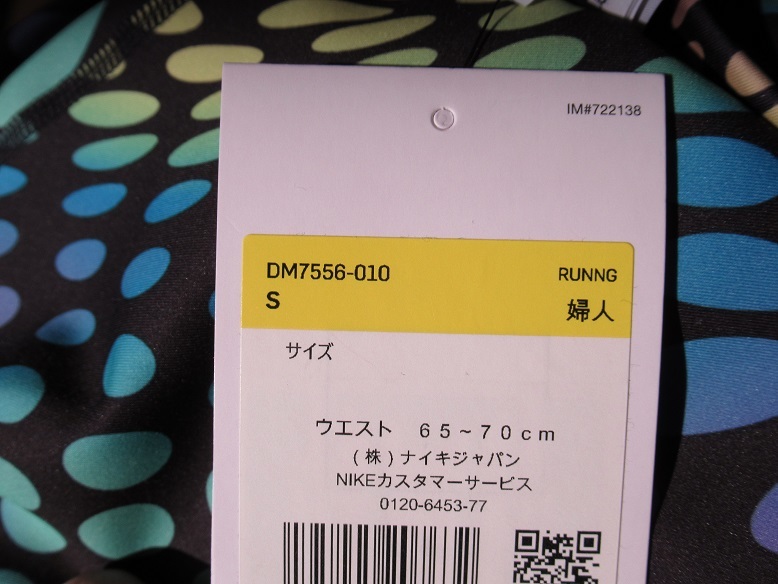 IM#722138
DM7556-010 RUNNG
S 婦人
サイズ
ウエスト ６５~７０ｃｍ
(株)ナイキジャパン
NIKEカスタマーサービス
0120-6453-77